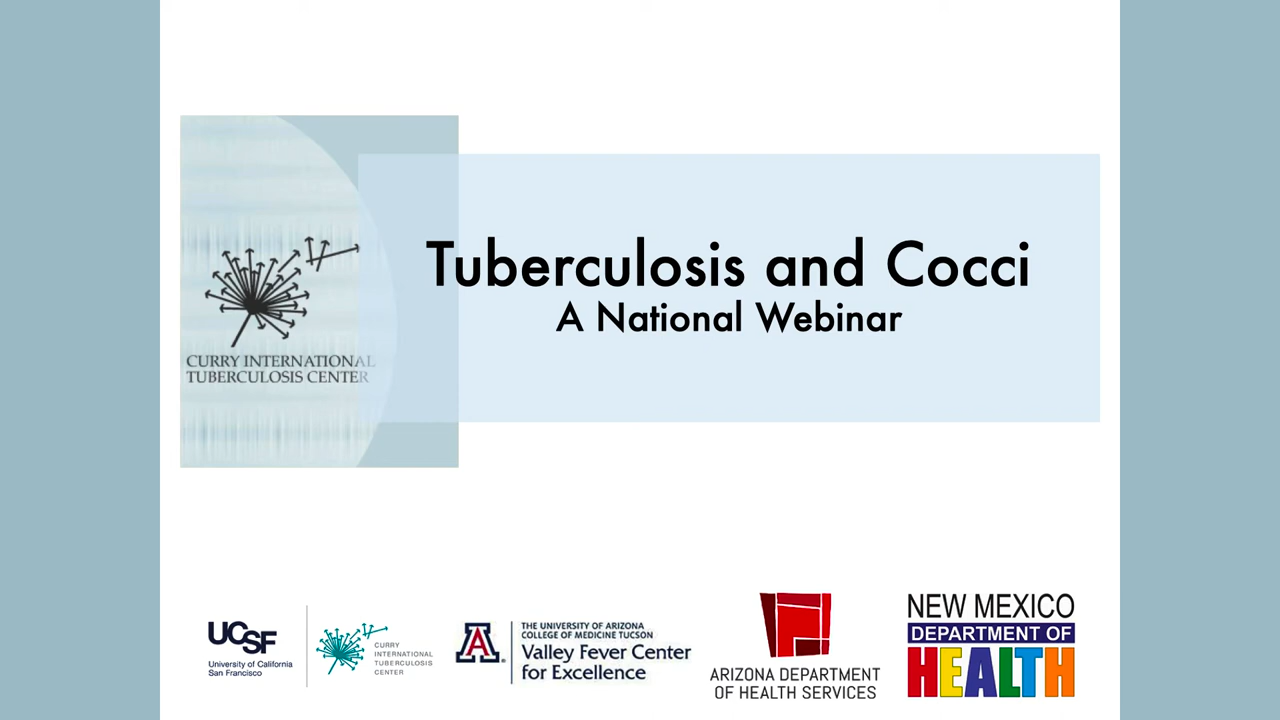 Tuberculosis and Cocci
A National Webinar
CURRY INTERNATIONAL
TUBERCULOSIS CENTER
UCSF
University of California
San Francisco
CURRY
INTERNATIONAL
TUBERCULOSIS
CENTER
A
THE UNIVERSITY OF ARIZONA
COLLEGE OF MEDICINE TUCSON
Valley Fever Center
for Excellence
ARIZONA DEPARTMENT
OF HEALTH SERVICES
NEW MEXICO
DEPARTMENT OF
HEALTH